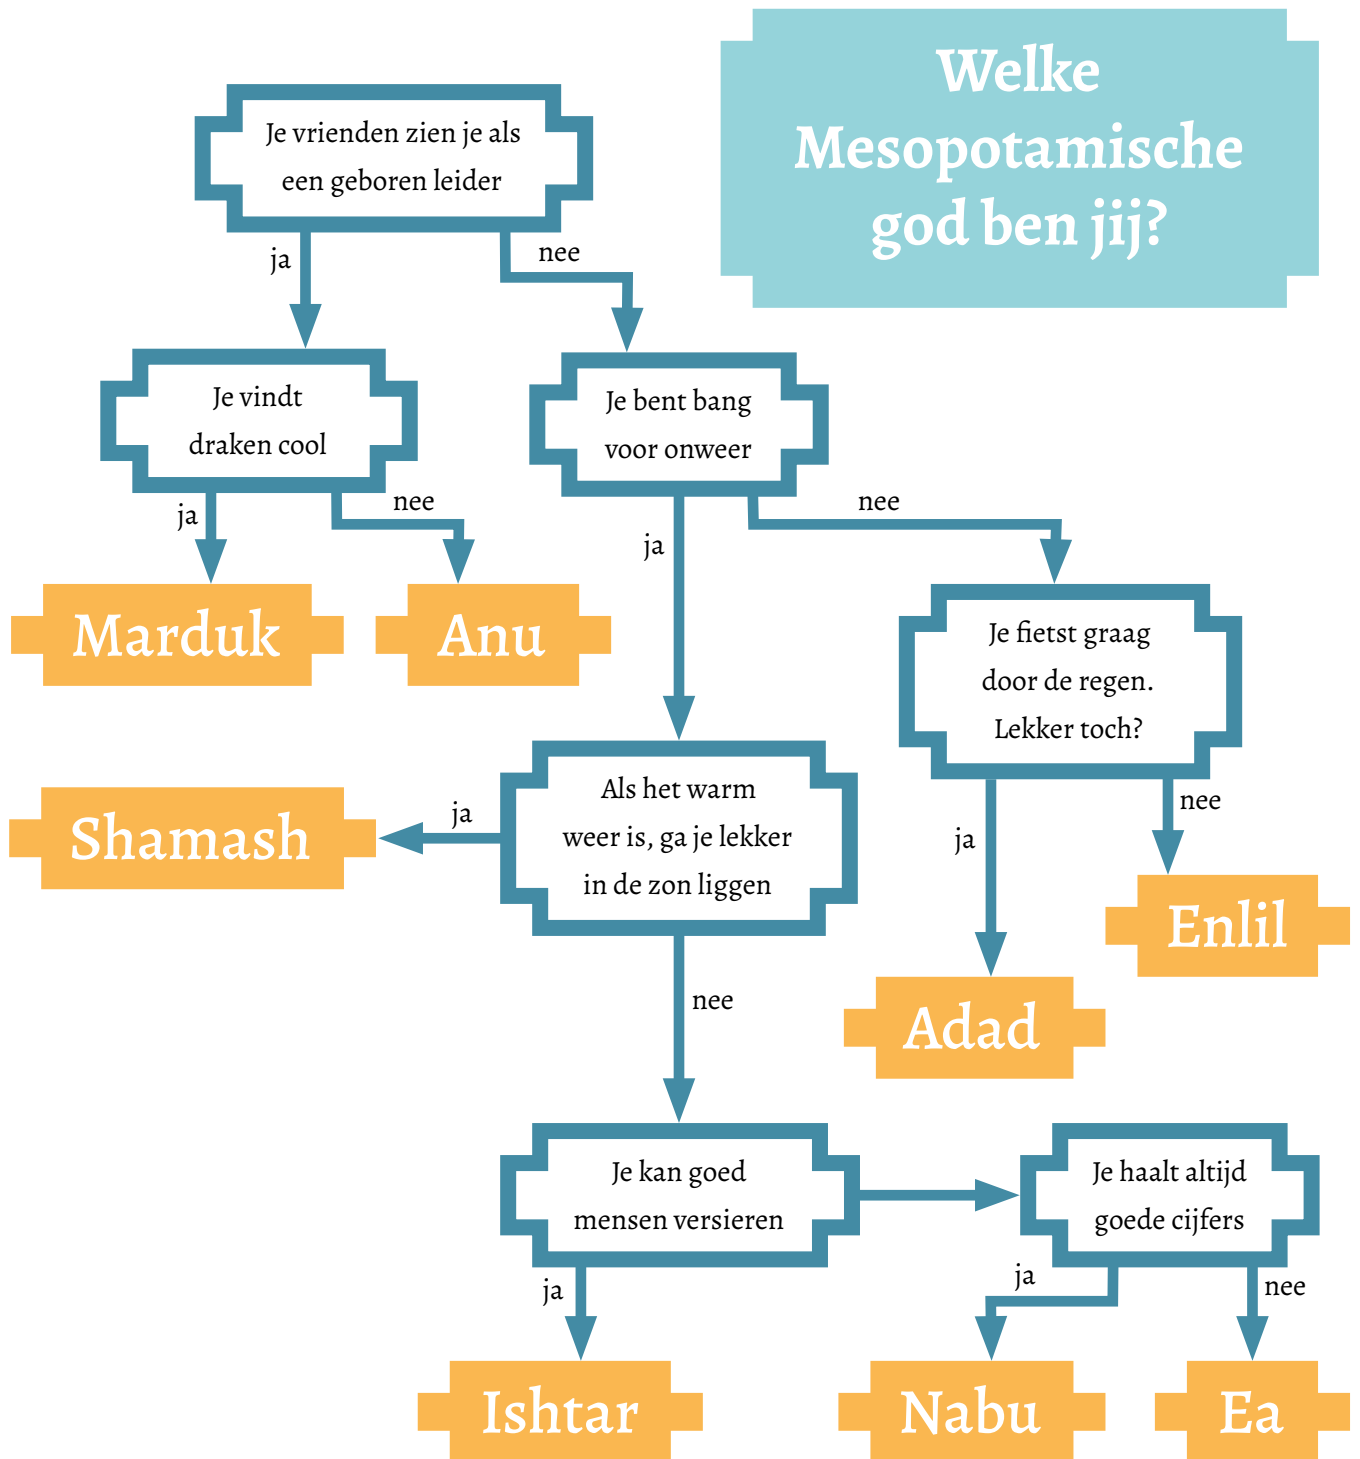 Welke
Mesopotamische
god ben jij?
Je vrienden zien je als
een geboren leider
ja
nee
Je vindt
draken cool
Je bent bang
voor onweer
ja
nee
ja
nee
Marduk
Anu
Je fietst graag
door de regen.
Lekker toch?
Als het warm
weer is, ga je lekker
in de zon liggen
ja
Shamash
nee
ja
nee
Enlil
Adad
Je kan goed
mensen versieren
Je haalt altijd
goede cijfers
ja
ja
nee
Ishtar
Nabu
Ea